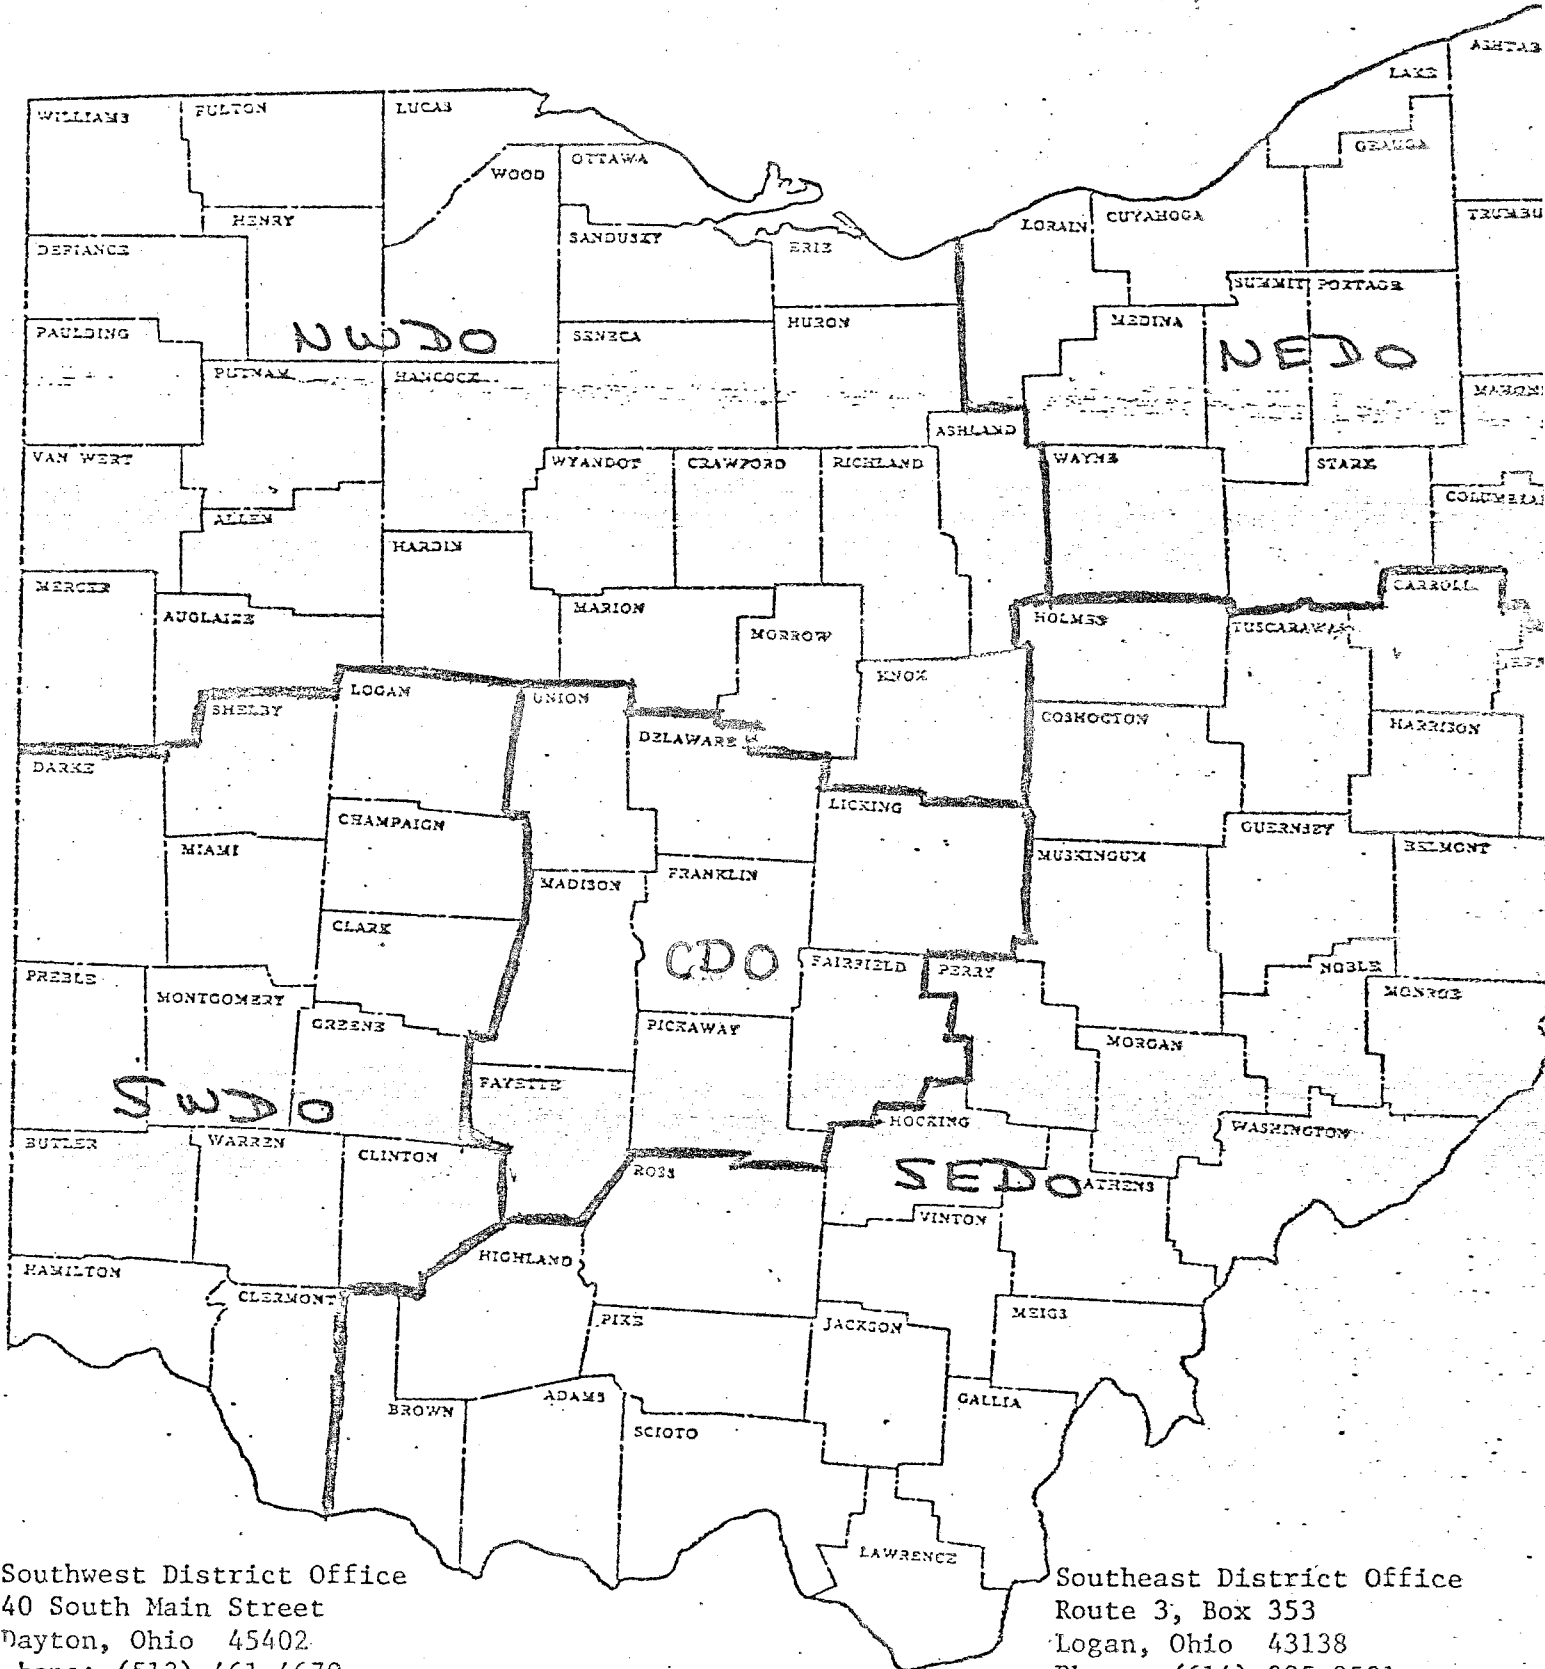 LAKE
WILLIAMS
FULTON
LUCAS
WOOD
OTTAWA
GEAUGA
HENRY
SANDUSKY
ERIE
LORAIN
CUYAHOGA
DEFIANCE
SUMMIT
PORTAGE
PAULDING
NWDO
SENECA
HURON
MEDINA
NEDO
PUTNAM
HANCOCK
ASHLAND
VAN WERT
WYANDOT
CRAWFORD
RICHLAND
WAYNE
STARK
ALLEN
HARDIN
MERCER
AUGLAIZE
MARION
MORROW
HOLMES
TUSCARAWAS
CARROLL
SHELBY
LOGAN
UNION
KNOX
DELAWARE
COSHOCTON
HARRISON
DARKE
LICKING
CHAMPAIGN
MIAMI
GUERNSEY
MUSKINGUM
BELMONT
MADISON
FRANKLIN
CLARK
CDO
PREBLE
MONTGOMERY
FAIRFIELD
PERRY
NOBLE
MONROE
GREENE
PICKAWAY
MORGAN
FAYETTE
SWDO
BUTLER
WARREN
CLINTON
HOCKING
WASHINGTON
ROSS
SEDO
ATHENS
VINTON
HAMILTON
HIGHLAND
CLERMONT
PIKE
JACKSON
MEIGS
BROWN
ADAMS
SCIOTO
GALLIA
LAWRENCE
Southwest District Office
40 South Main Street
Dayton, Ohio 45402
Southeast District Office
Route 3, Box 353
Logan, Ohio 43138